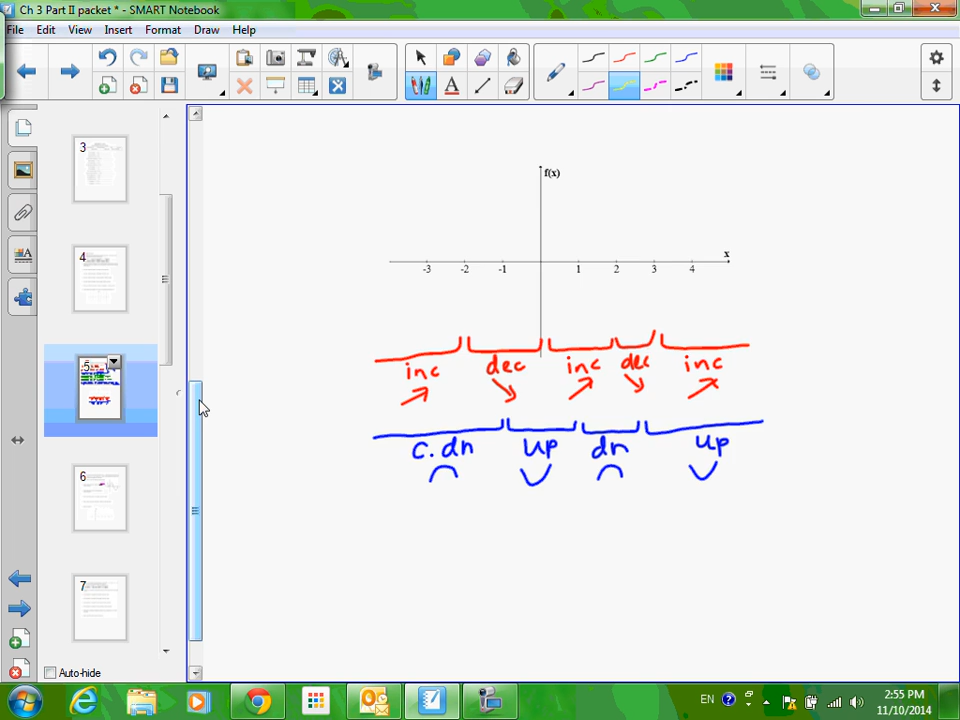 Ch 3 Part II packet * - SMART Notebook
File Edit View Insert Format Draw Help
3
4
5
6
7
f(x)
x
-3 -2 -1 1 2 3 4
inc dec inc dec inc
c. dn up dn up
Auto-hide
EN
2:55 PM
11/10/2014